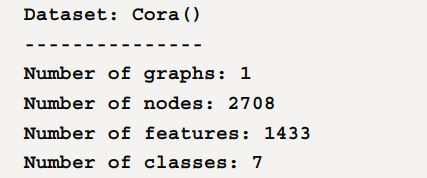 Dataset: Cora()
---------------
Number of graphs: 1
Number of nodes: 2708
Number of features: 1433
Number of classes: 7